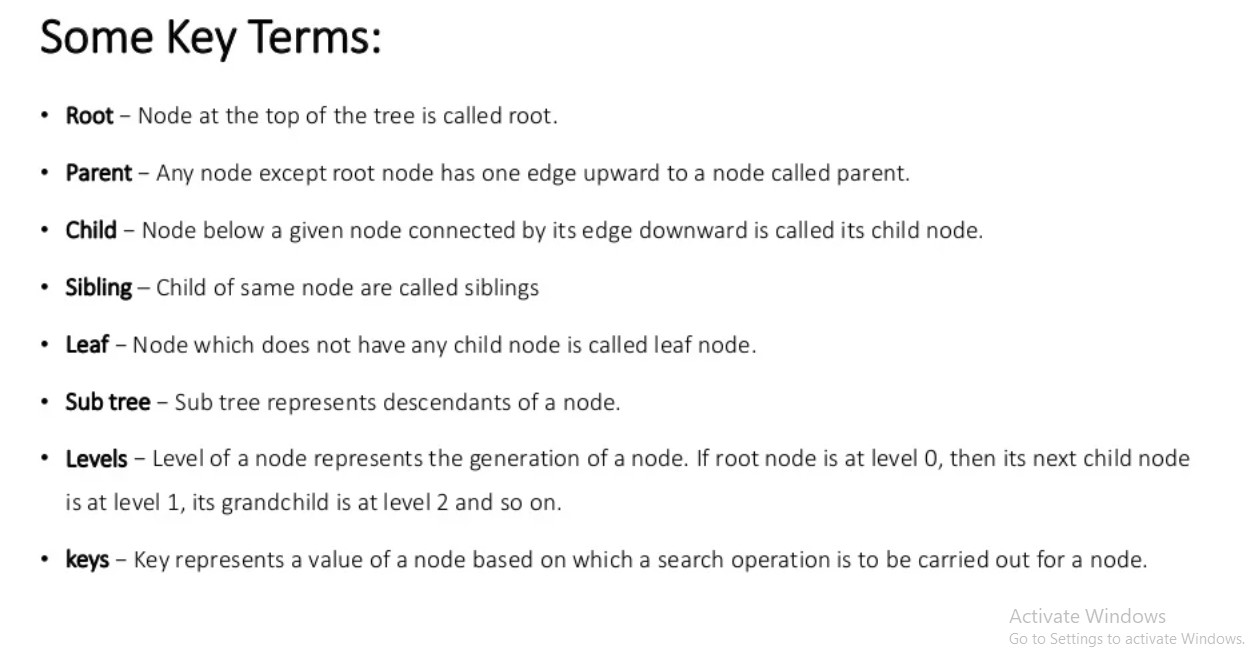 Some Key Terms:
• Root – Node at the top of the tree is called root.
• Parent – Any node except root node has one edge upward to a node called parent.
• Child – Node below a given node connected by its edge downward is called its child node.
• Sibling – Child of same node are called siblings
• Leaf – Node which does not have any child node is called leaf node.
• Sub tree – Sub tree represents descendants of a node.
• Levels – Level of a node represents the generation of a node. If root node is at level 0, then its next child node
is at level 1, its grandchild is at level 2 and so on.
• keys – Key represents a value of a node based on which a search operation is to be carried out for a node.
Activate Windows
Go to Settings to activate Windows.